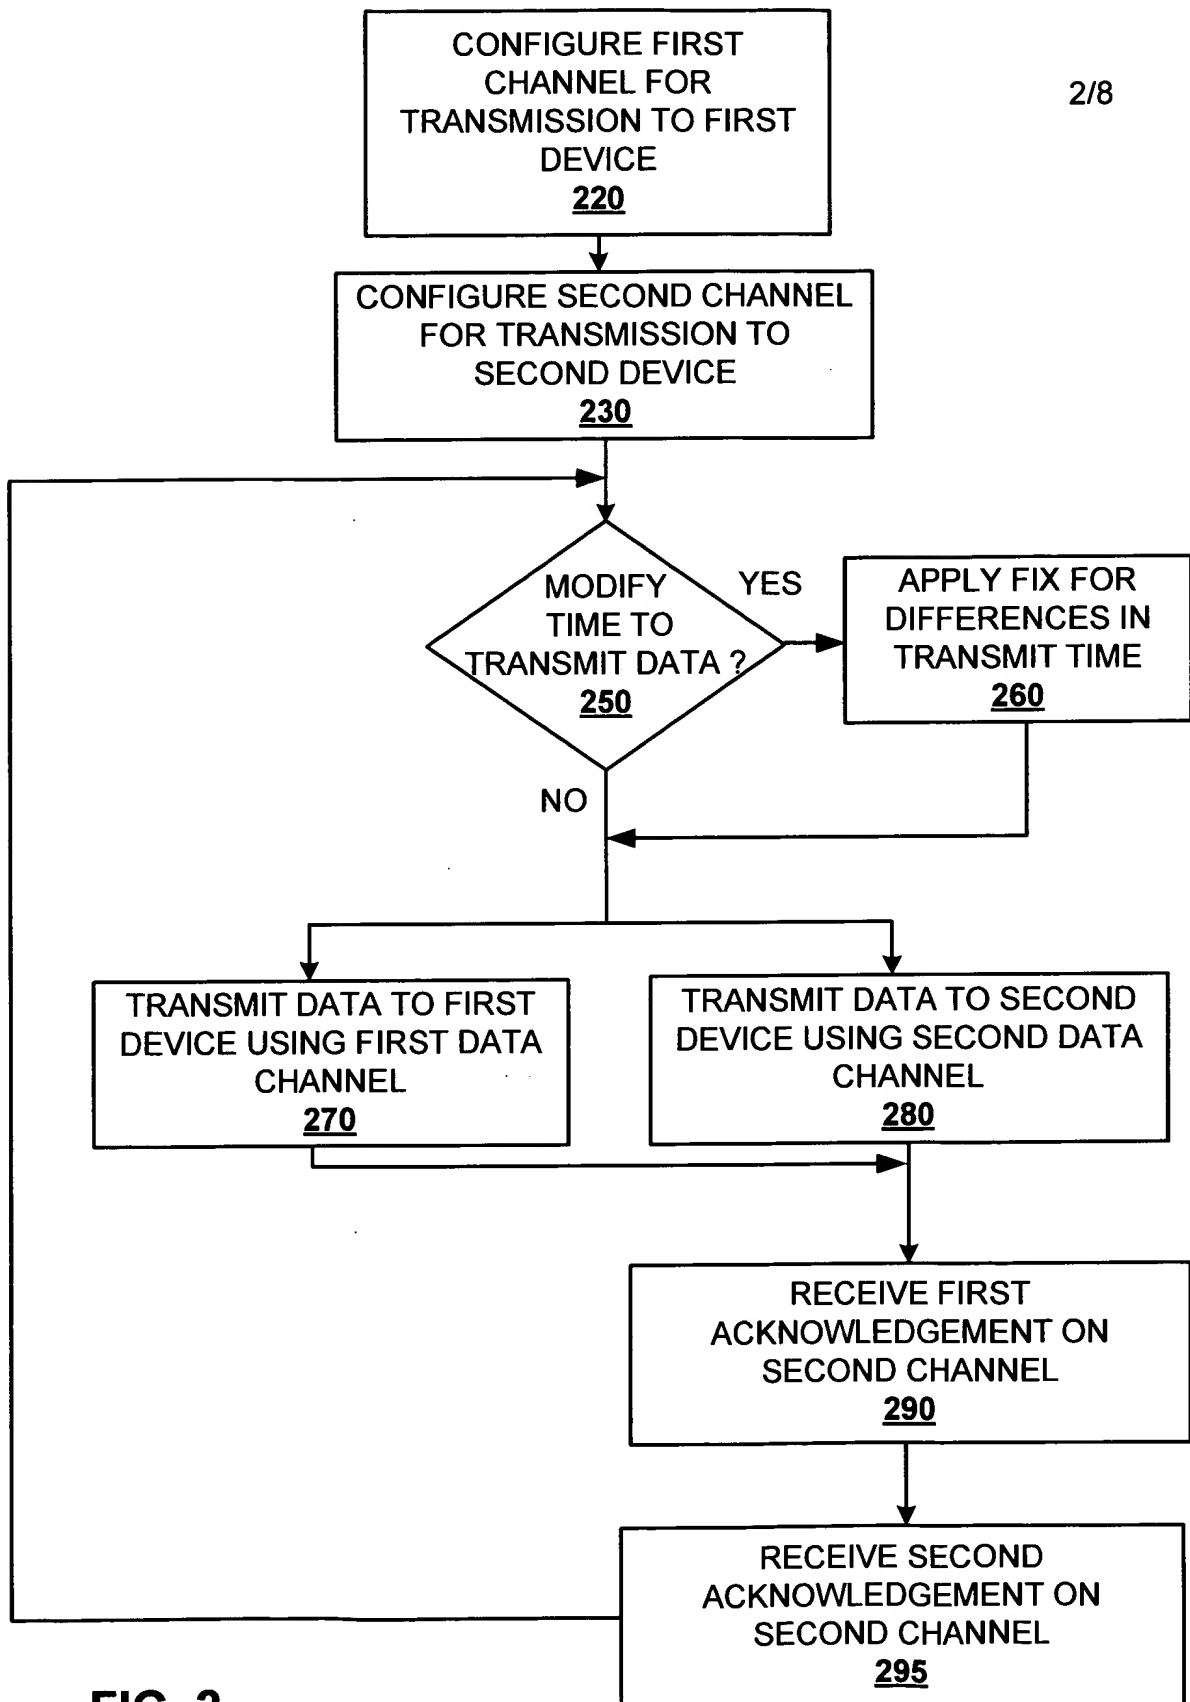 CONFIGURE FIRST
CHANNEL FOR
TRANSMISSION TO FIRST
DEVICE
220
2/8
CONFIGURE SECOND CHANNEL
FOR TRANSMISSION TO
SECOND DEVICE
230
MODIFY
TIME TO
TRANSMIT DATA ?
250
YES
APPLY FIX FOR
DIFFERENCES IN
TRANSMIT TIME
260
NO
TRANSMIT DATA TO FIRST
DEVICE USING FIRST DATA
CHANNEL
270
TRANSMIT DATA TO SECOND
DEVICE USING SECOND DATA
CHANNEL
280
RECEIVE FIRST
ACKNOWLEDGEMENT ON
SECOND CHANNEL
290
RECEIVE SECOND
ACKNOWLEDGEMENT ON
SECOND CHANNEL
295